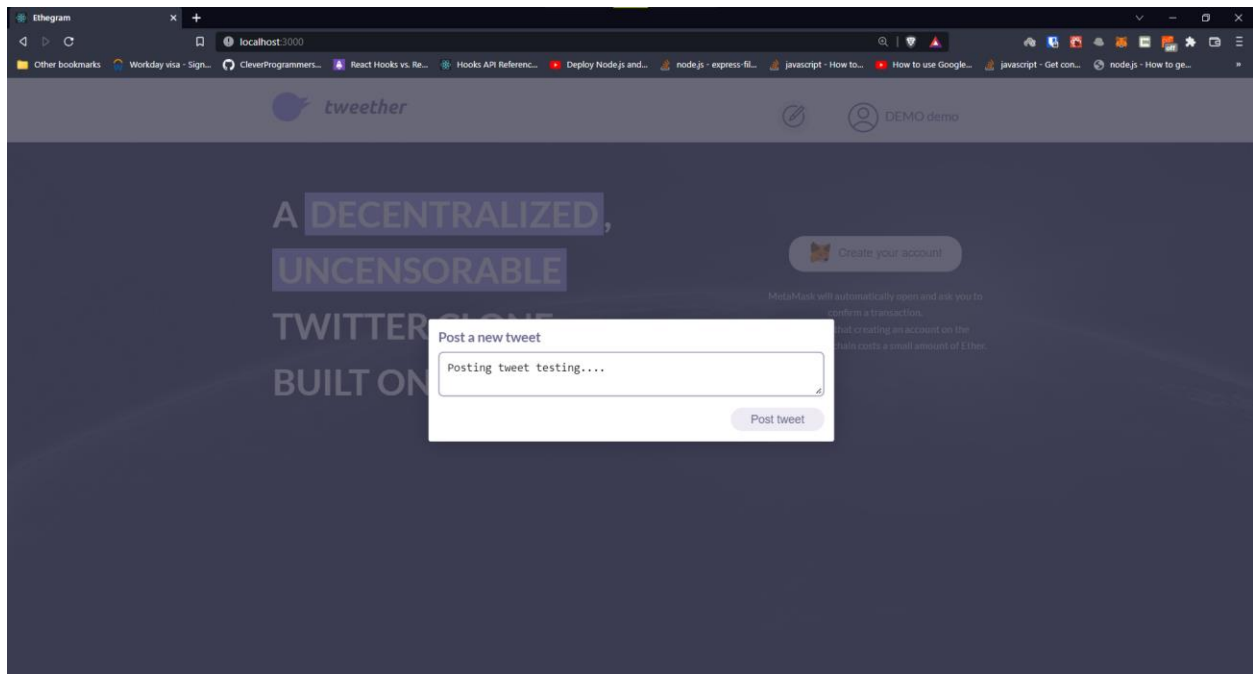 Ethegram
localhost:3000
Other bookmarks Workday visa - Sign... CleverProgrammers... React Hooks vs. Re... Hooks API Referenc... Deploy Node.js and... node.js - express-fil... javascript - How to... How to use Google... javascript - Get con... node.js - How to ge...
tweether
DEMO demo
A DECENTRALIZED,
UNCENSORABLE
TWITTER CLONE
BUILT ON
Create your account
MetaMask will automatically open and ask you to
confirm a transaction.
that creating an account on the
chain costs a small amount of Ether.
Post a new tweet
Posting tweet testing....
Post tweet